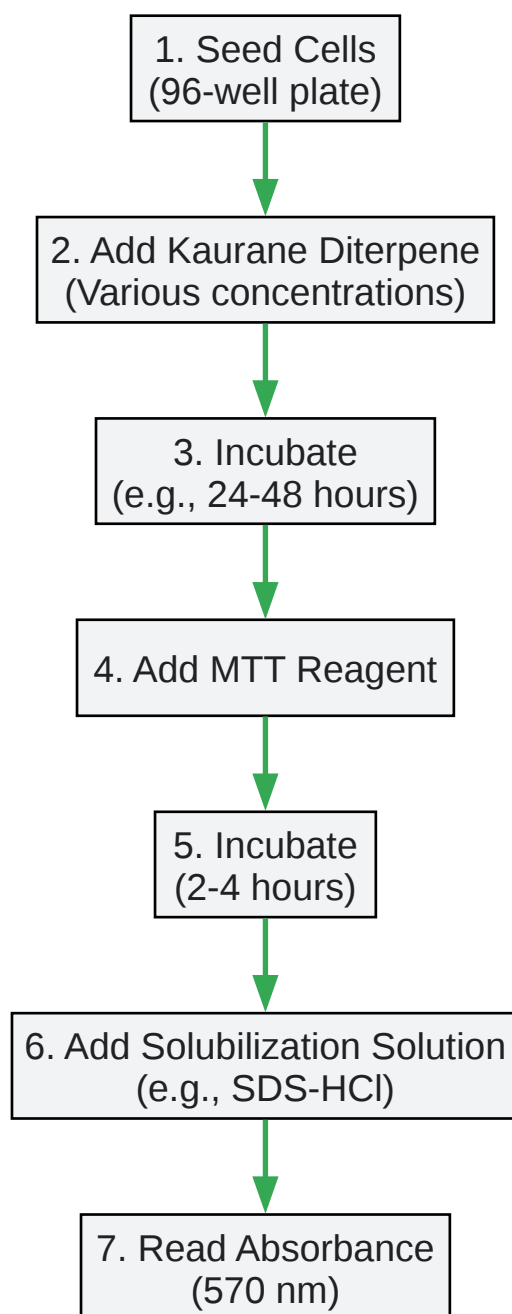 1. Seed Cells
(96-well plate)
2. Add Kaurane Diterpene
(Various concentrations)
3. Incubate
(e.g., 24-48 hours)
4. Add MTT Reagent
5. Incubate
(2-4 hours)
6. Add Solubilization Solution
(e.g., SDS-HCl)
7. Read Absorbance
(570 nm)